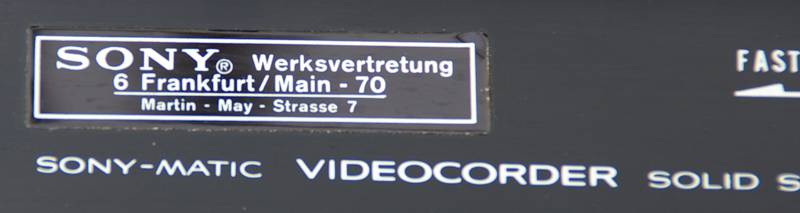 SONY® Werksvertretung
6 Frankfurt/Main - 70
Martin - May - Strasse 7
FAST
SONY-MATIC VIDEOCORDER SOLID S